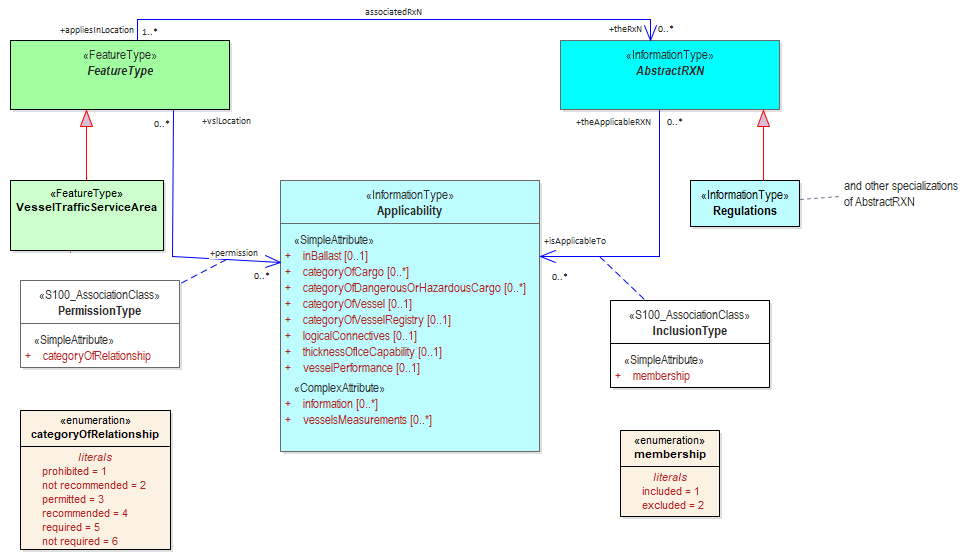 associatedRxN
+appliesInLocation
1..*
+theRxN
0..*
«FeatureType»
FeatureType
«InformationType»
AbstractRXN
0..*
+vslLocation
+theApplicableRXN
0..*
«FeatureType»
VesselTrafficServiceArea
«InformationType»
Regulations
and other specializations
of AbstractRXN
«InformationType»
Applicability
«SimpleAttribute»
+ inBallast [0..1]
+ categoryOfCargo [0..*]
+ categoryOfDangerousOrHazardousCargo [0..*]
+ categoryOfVessel [0..1]
+ categoryOfVesselRegistry [0..1]
+ logicalConnectives [0..1]
+ thicknessOfIceCapability [0..1]
+ vesselPerformance [0..1]
«ComplexAttribute»
+ information [0..*]
+ vesselsMeasurements [0..*]
+permission
0..*
+isApplicableTo
0..*
«S100_AssociationClass»
PermissionType
«SimpleAttribute»
+ categoryOfRelationship
«S100_AssociationClass»
InclusionType
«SimpleAttribute»
+ membership
«enumeration»
categoryOfRelationship
literals
prohibited = 1
not recommended = 2
permitted = 3
recommended = 4
required = 5
not required = 6
«enumeration»
membership
literals
included = 1
excluded = 2